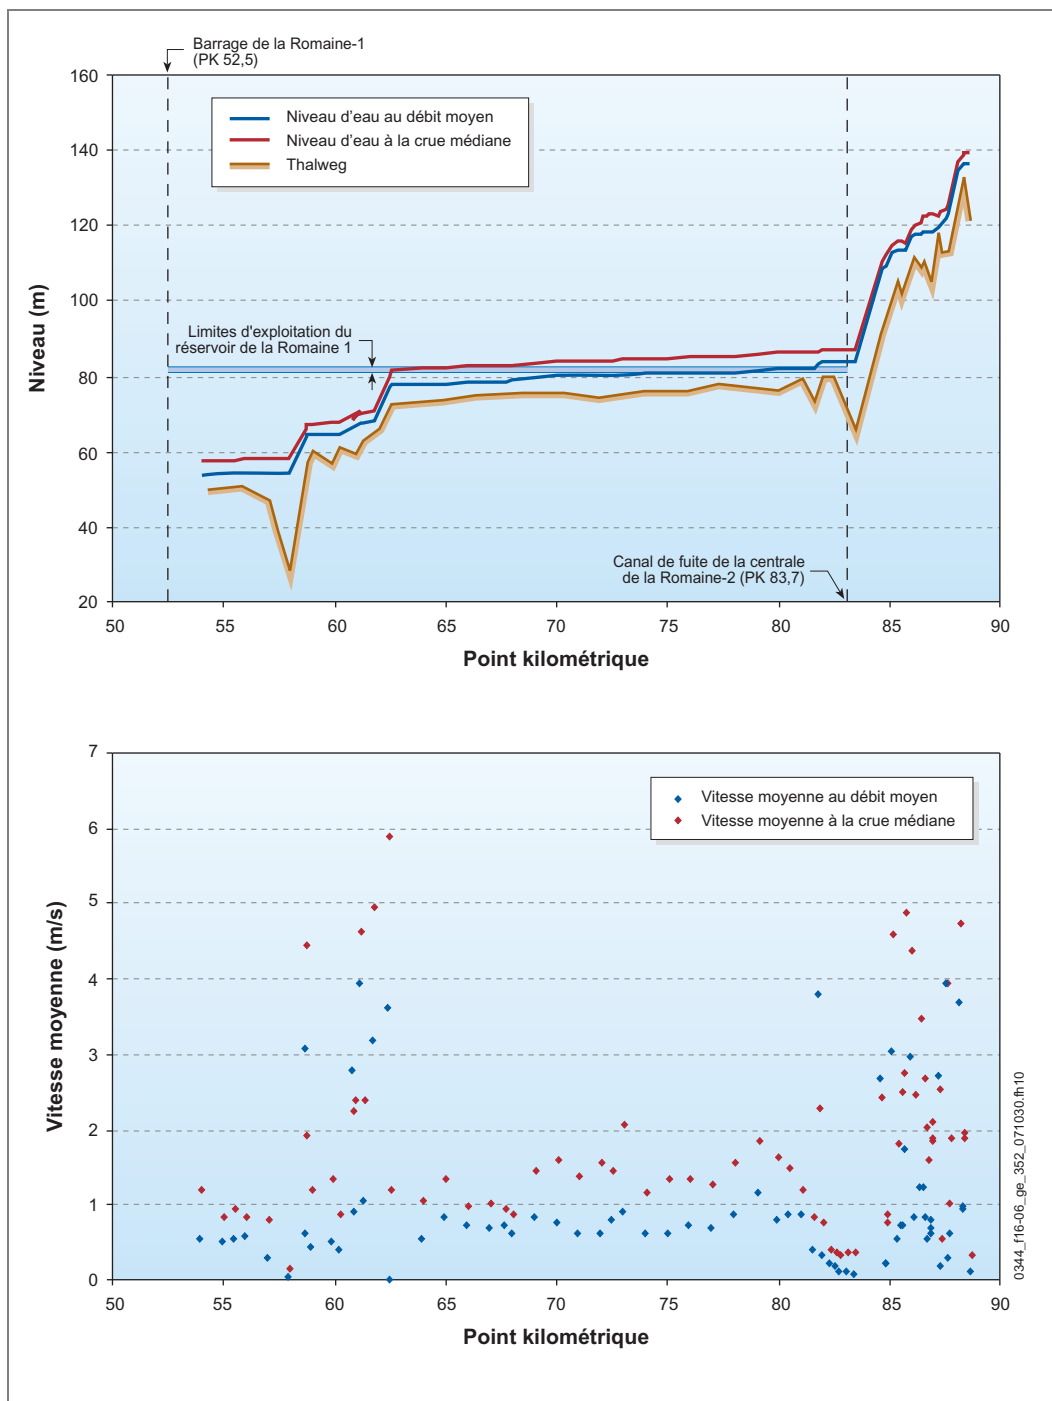 Barrage de la Romaine-1
(PK 52,5)
160
140
120
100
80
60
40
20
Niveau d'eau au débit moyen
Niveau d'eau à la crue médiane
Thalweg
Niveau (m)
Limites d'exploitation du
réservoir de la Romaine 1
Canal de fuite de la centrale
de la Romaine-2 (PK 83,7)
50 55 60 65 70 75 80 85 90
Point kilométrique
7
6
5
4
3
2
1
0
Vitesse moyenne au débit moyen
Vitesse moyenne à la crue médiane
Vitesse moyenne (m/s)
50 55 60 65 70 75 80 85 90
Point kilométrique
0344_f16-06_ge_352_071030.fh10